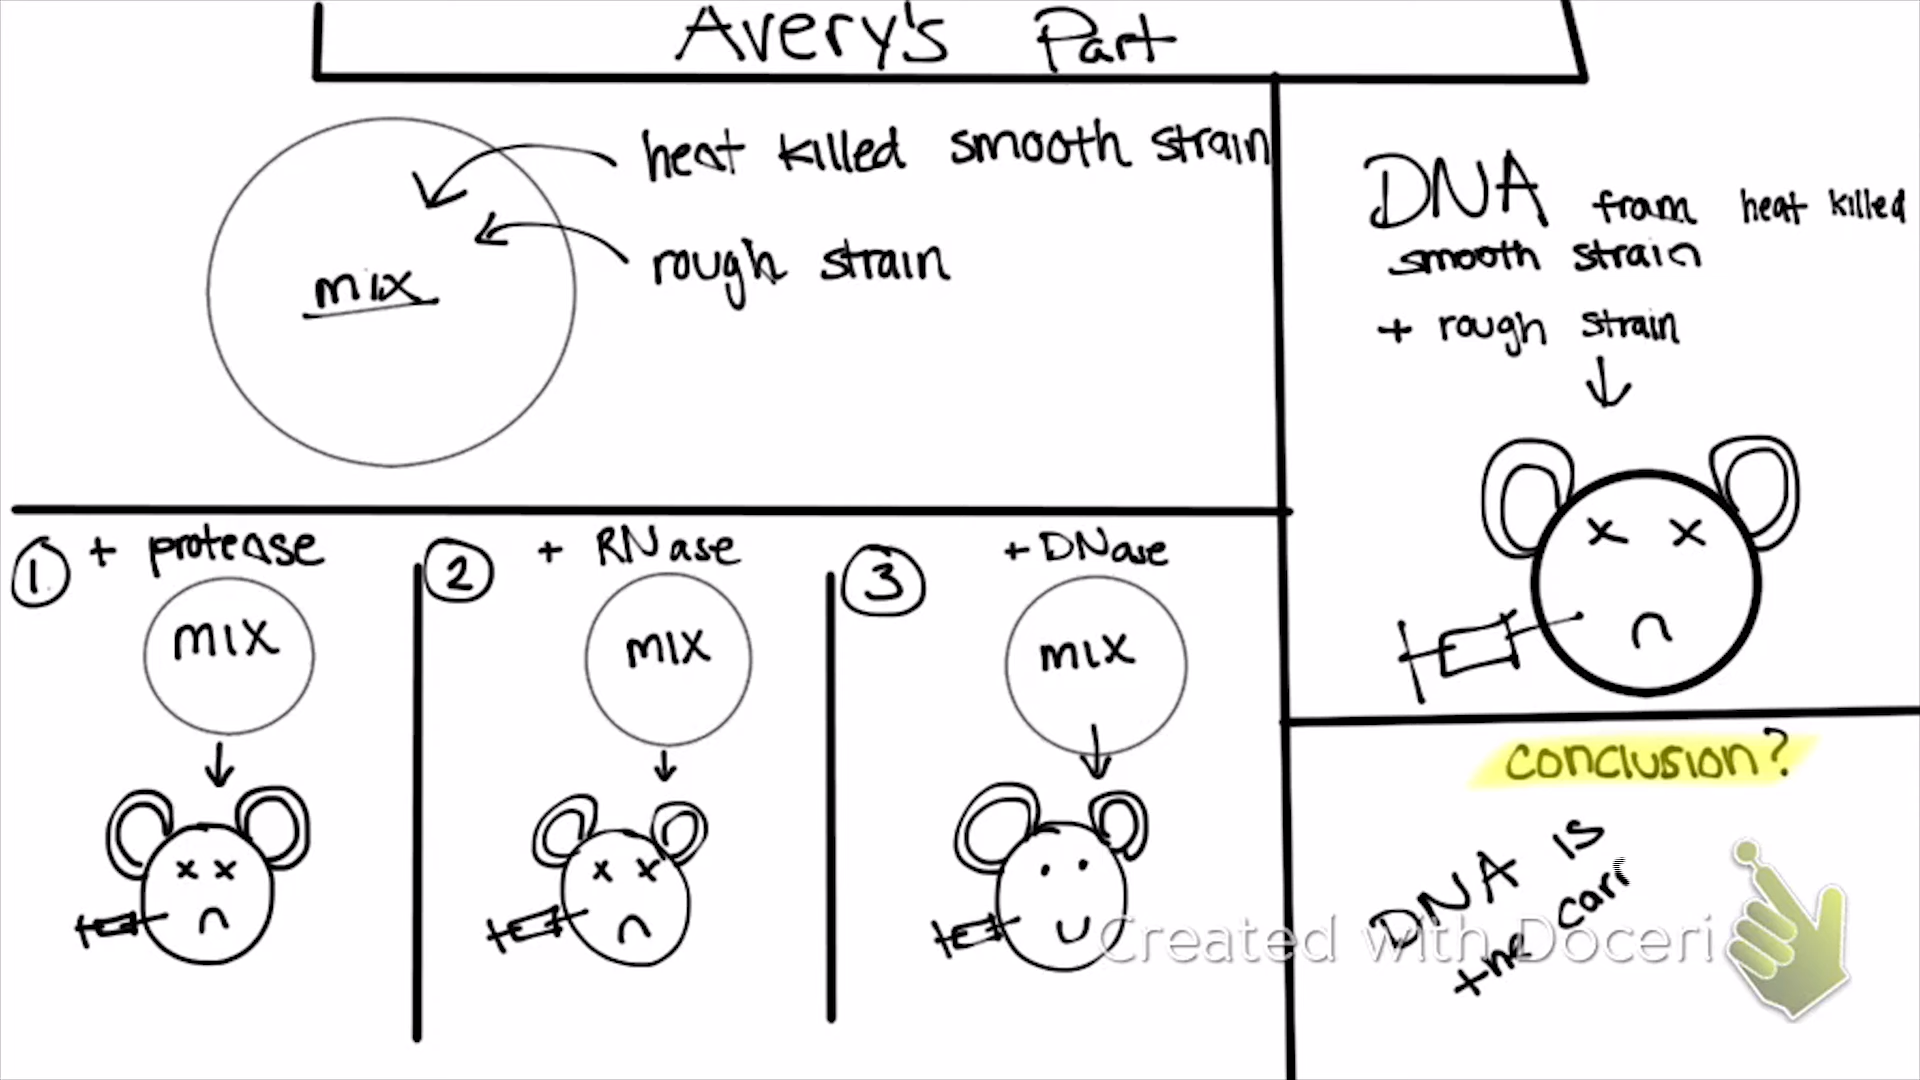 Avery's Part
heat killed smooth strain
rough strain
mix
DNA from heat killed
smooth strain
+ rough strain
1 + protease
mix
2 + RNase
mix
3 + DNase
mix
conclusion?
DNA is
the carr
Created with Doceri